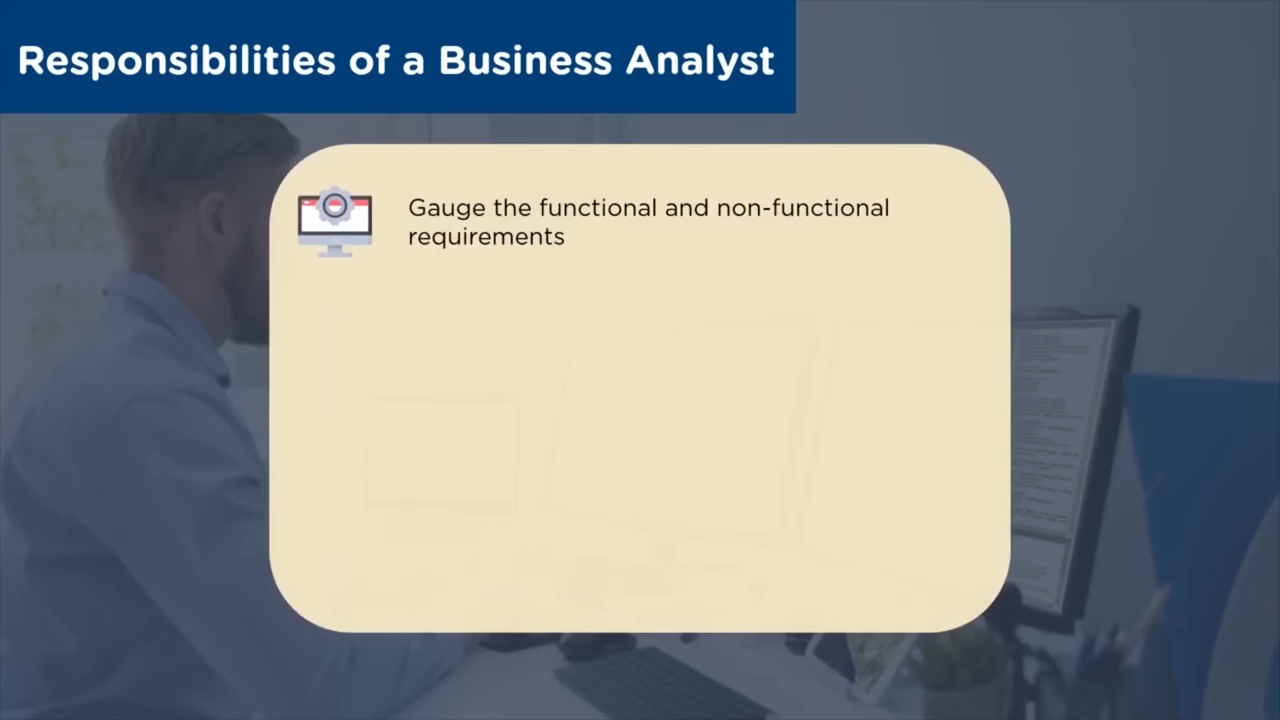 Responsibilities of a Business Analyst
Gauge the functional and non-functional
requirements